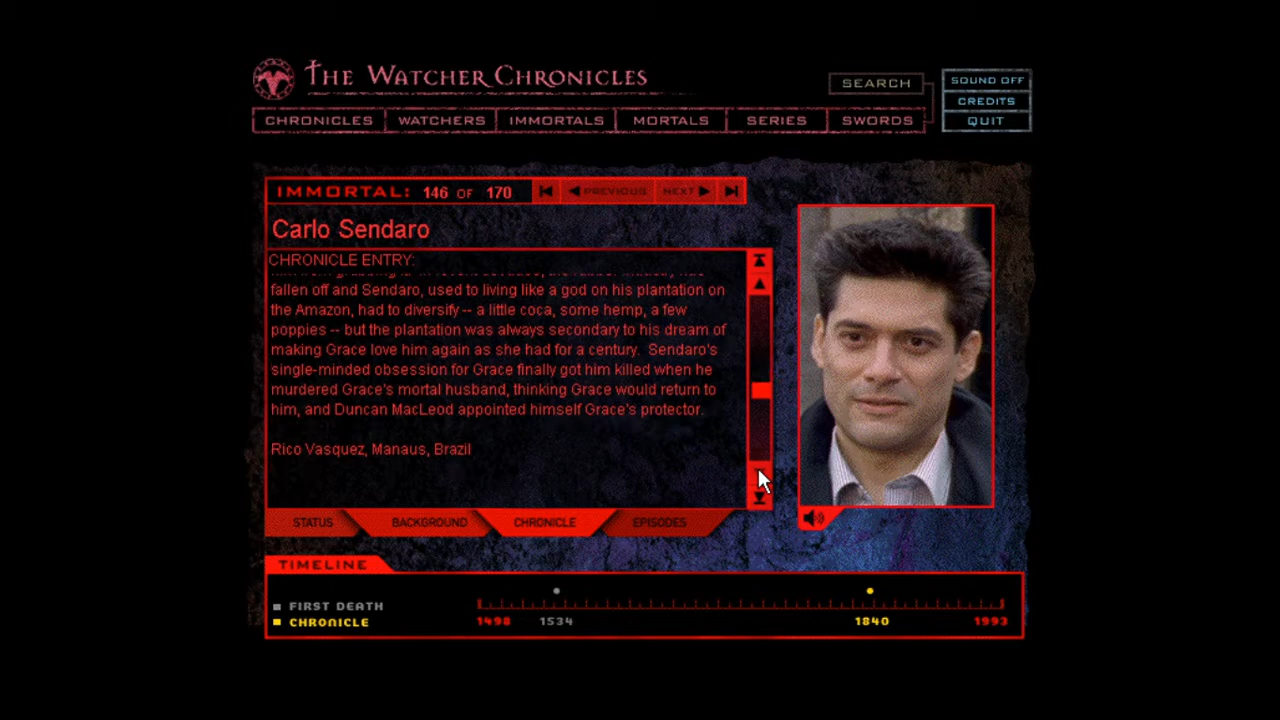 THE WATCHER CHRONICLES
SEARCH
SOUND OFF
CREDITS
QUIT
CHRONICLES
WATCHERS
IMMORTALS
MORTALS
SERIES
SWORDS
IMMORTAL: 146 OF 170
PREVIOUS
NEXT
Carlo Sendaro
CHRONICLE ENTRY:
fallen off and Sendaro, used to living like a god on his plantation on
the Amazon, had to diversify -- a little coca, some hemp, a few
poppies -- but the plantation was always secondary to his dream of
making Grace love him again as she had for a century. Sendaro's
single-minded obsession for Grace finally got him killed when he
murdered Grace's mortal husband, thinking Grace would return to
him, and Duncan MacLeod appointed himself Grace's protector.
Rico Vasquez, Manaus, Brazil
STATUS
BACKGROUND
CHRONICLE
EPISODES
TIMELINE
FIRST DEATH
CHRONICLE
1498
1534
1840
1993